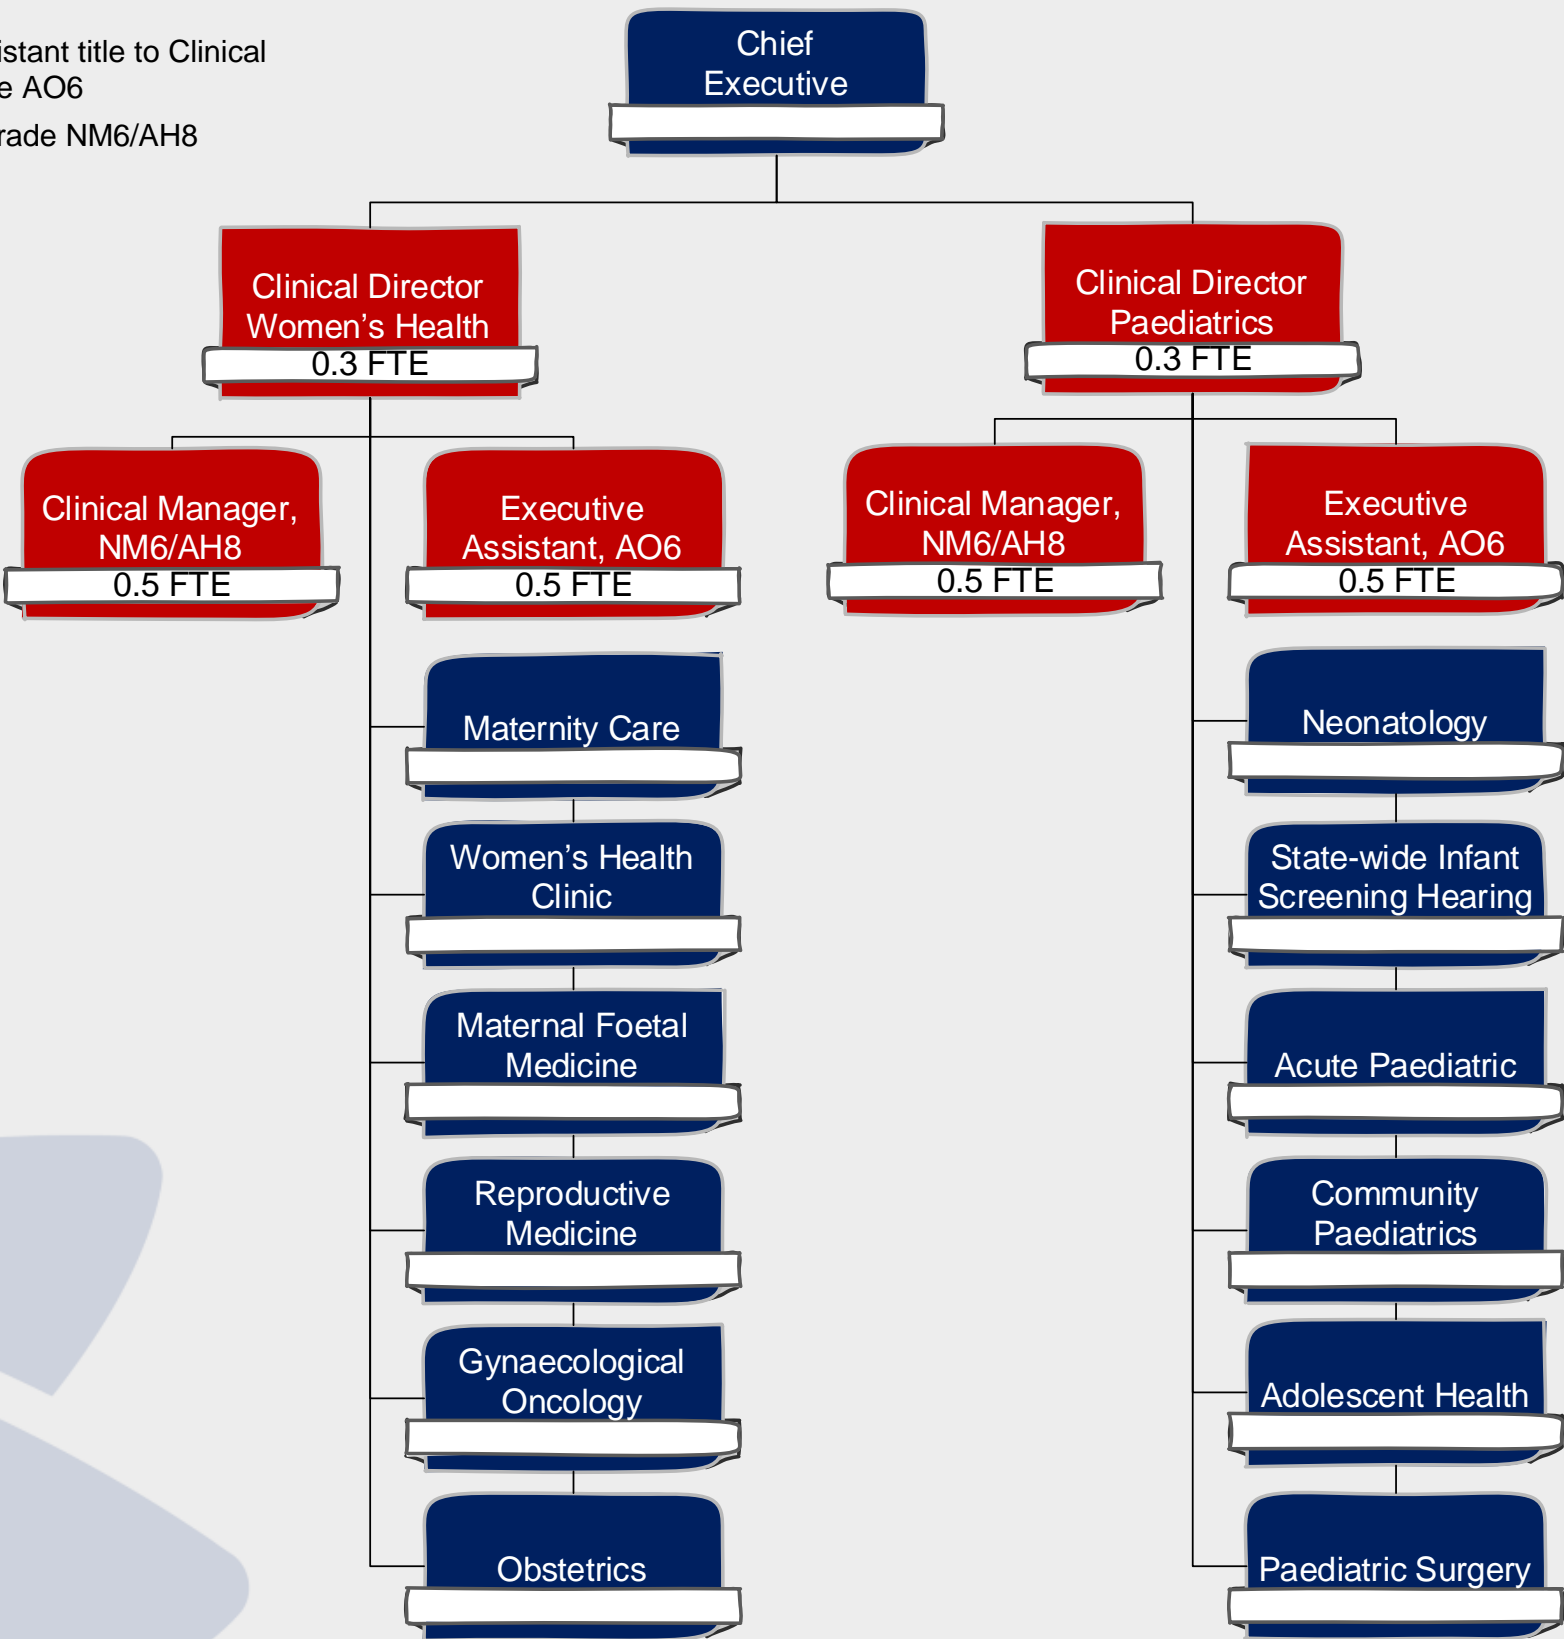 istant title to Clinical
e AO6
rade NM6/AH8
Chief
Executive
Clinical Director
Women’s Health
0.3 FTE
Clinical Director
Paediatrics
0.3 FTE
Clinical Manager,
NM6/AH8
0.5 FTE
Executive
Assistant, AO6
0.5 FTE
Clinical Manager,
NM6/AH8
0.5 FTE
Executive
Assistant, AO6
0.5 FTE
Maternity Care
Women’s Health
Clinic
Maternal Foetal
Medicine
Reproductive
Medicine
Gynaecological
Oncology
Obstetrics
Neonatology
State-wide Infant
Screening Hearing
Acute Paediatric
Community
Paediatrics
Adolescent Health
Paediatric Surgery